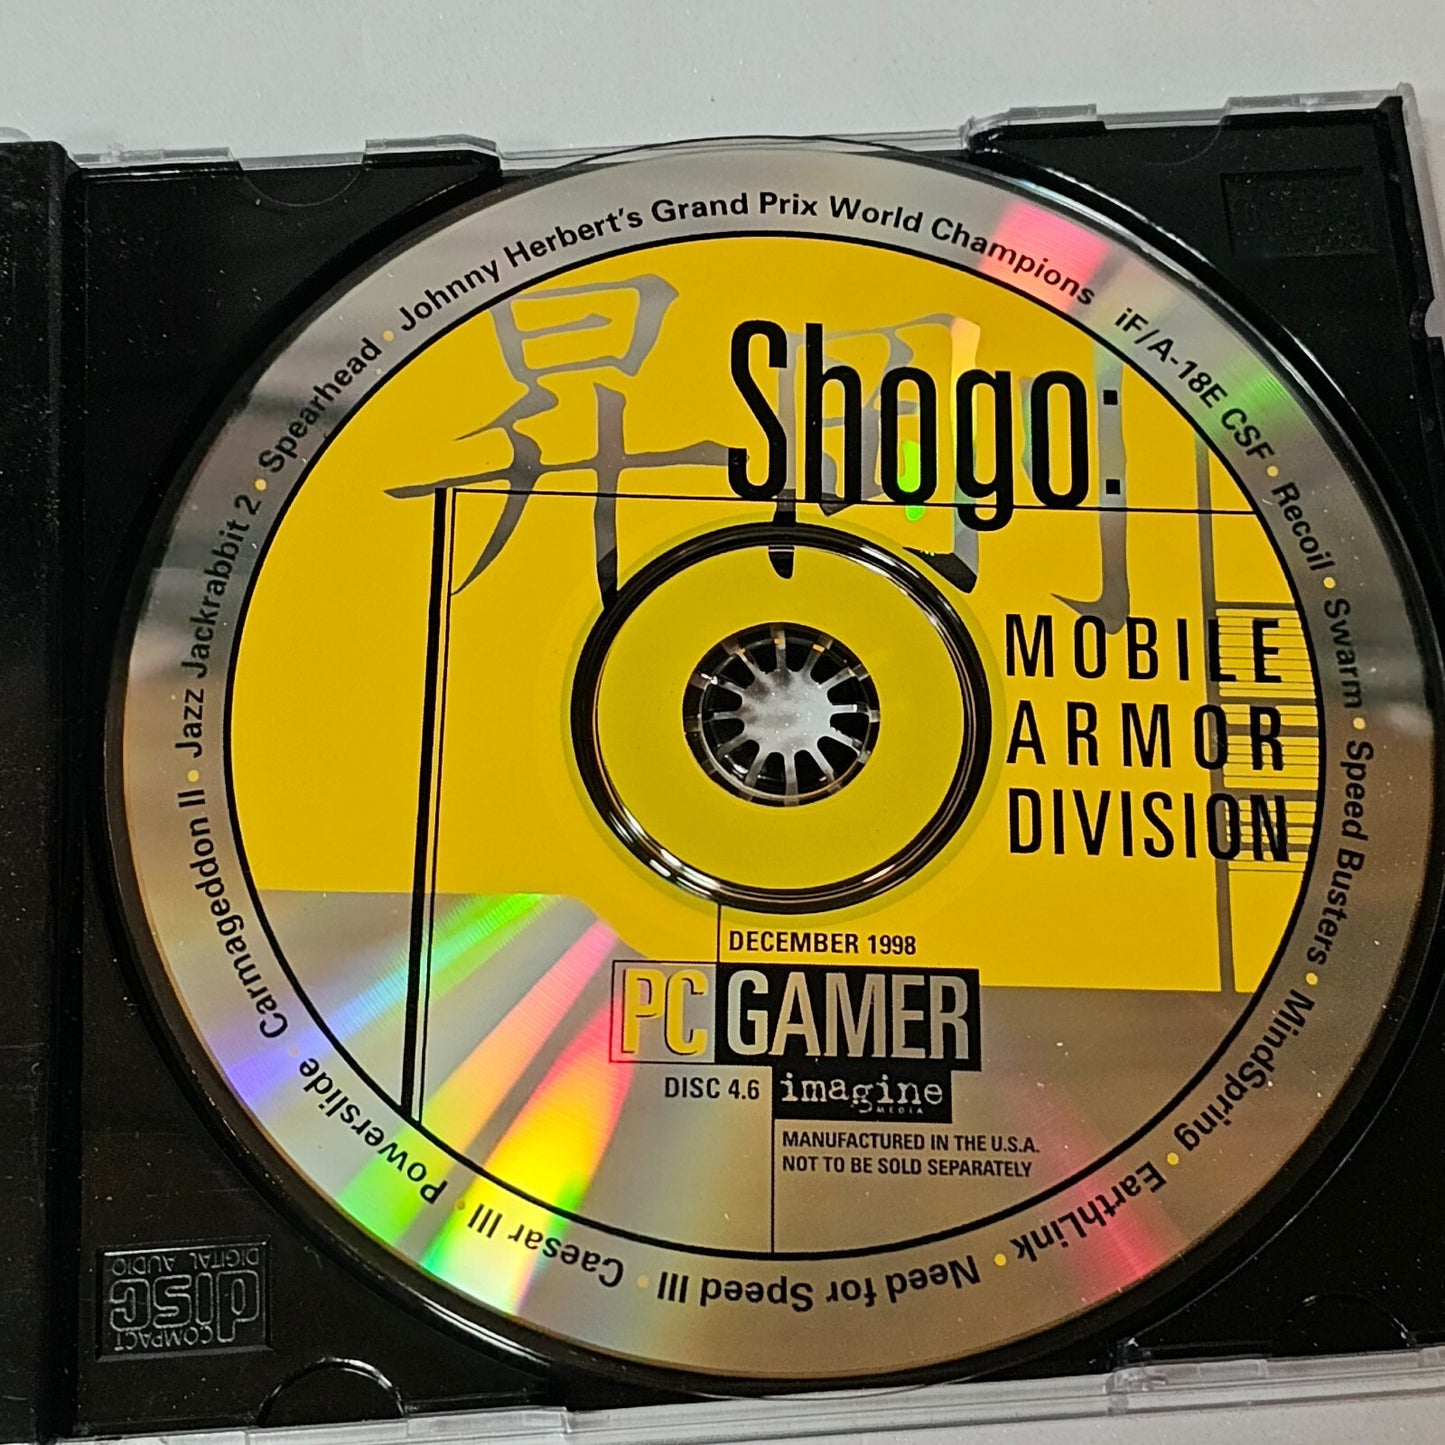 Johnny Herbert's Grand Prix World Champions iF/A-18E CSF • Recoil • Swarm • Speed Busters • MindSpring • EarthLink • Need for Speed III • Caesar III • Powerslide • Carmageddon II • Jazz Jackrabbit 2 • Spearhead •
Shogo:
MOBILE
ARMOR
DIVISION
DECEMBER 1998
PC GAMER
DISC 4.6
imagine
MEDIA
MANUFACTURED IN THE U.S.A.
NOT TO BE SOLD SEPARATELY
COMPACT
disc
DIGITAL AUDIO